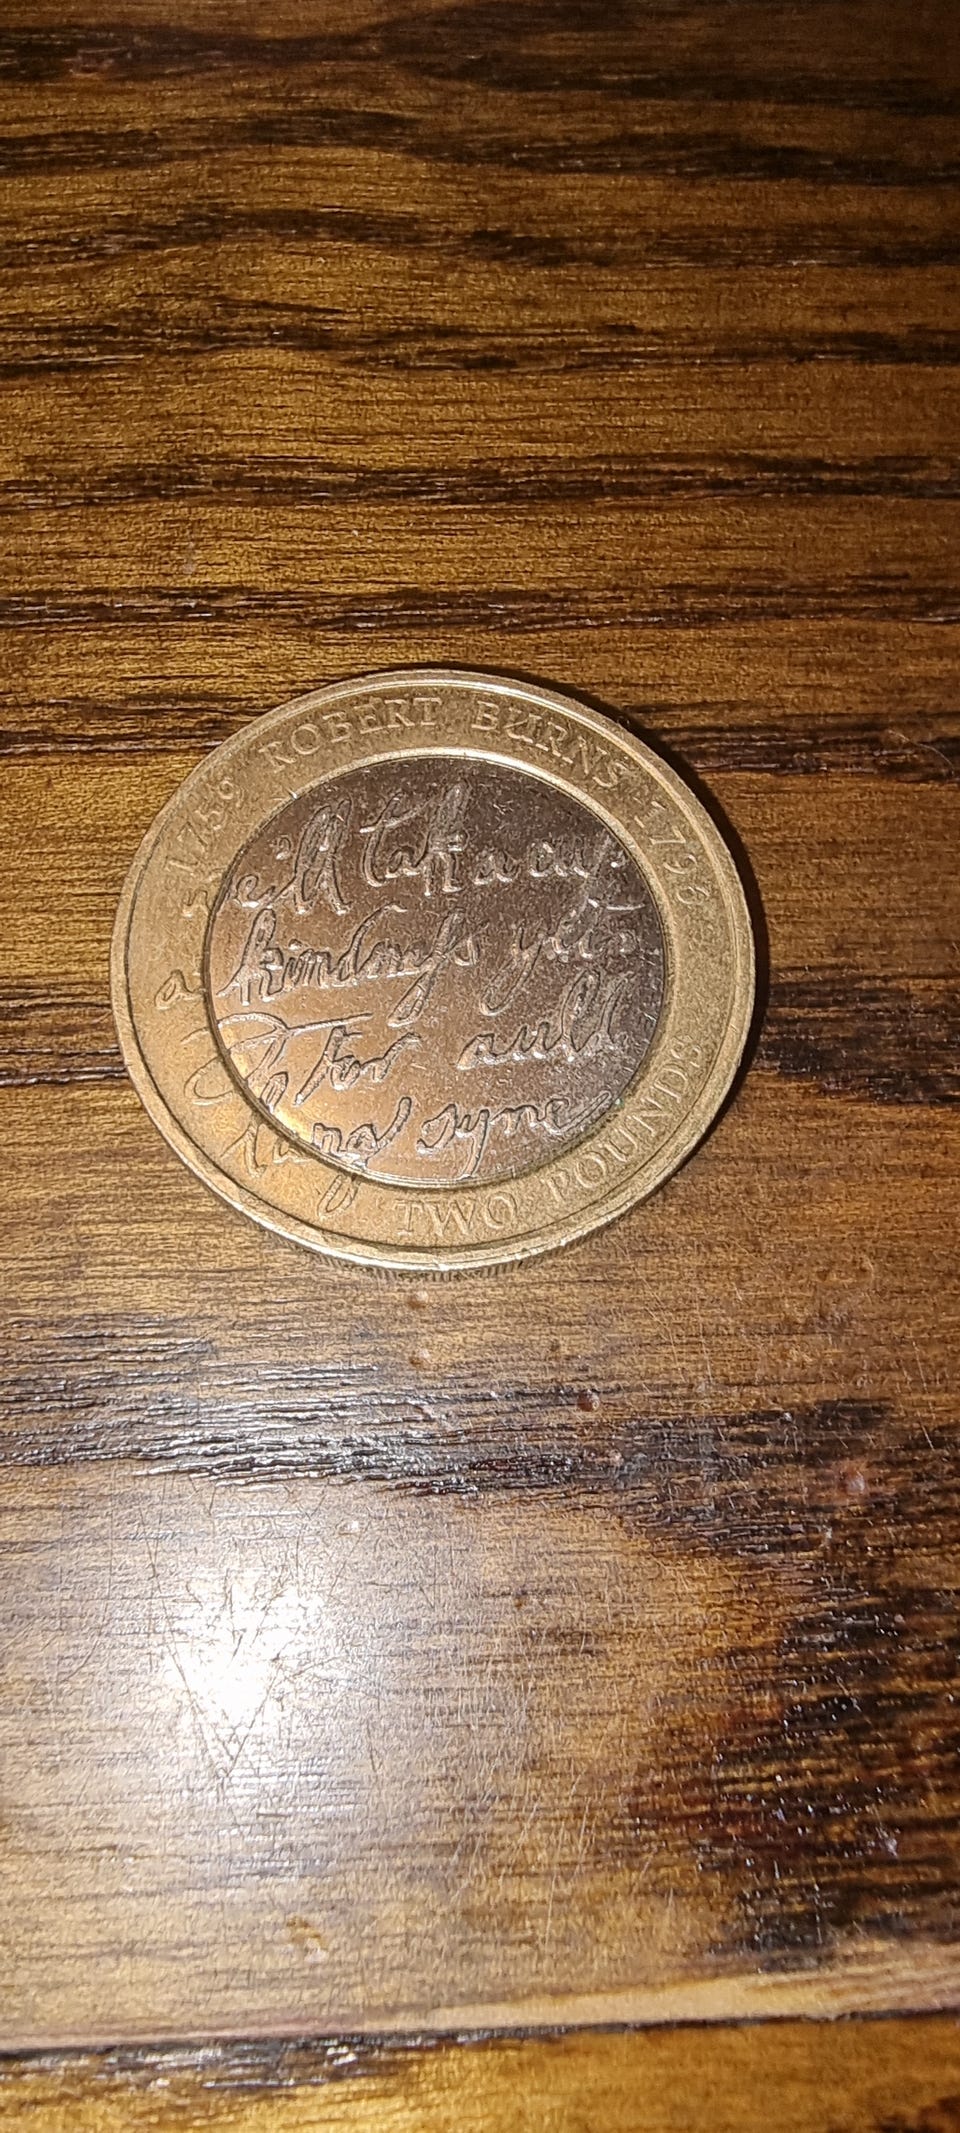 1759 ROBERT BURNS 1796
we'll tak a cup
a kindness yet
for auld
lang syne
TWO POUNDS